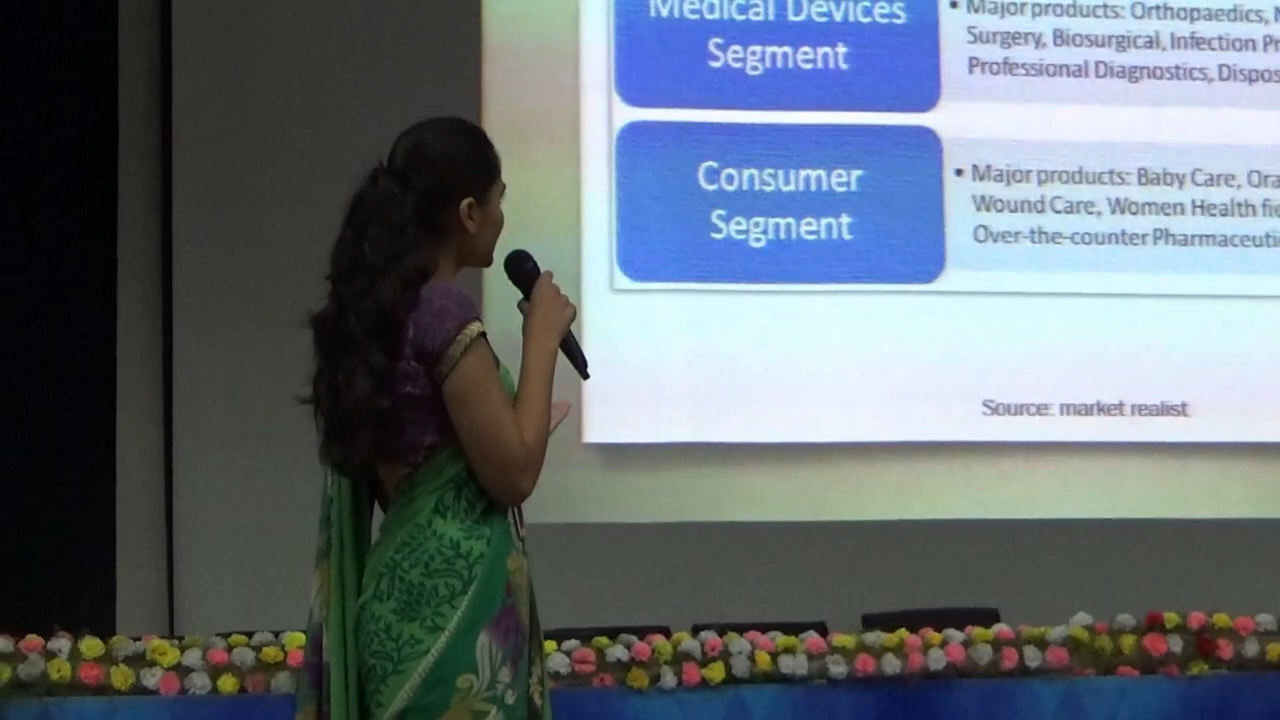 Medical Devices
Segment
• Major products: Orthopaedics,
Surgery, Biosurgical, Infection
Professional Diagnostics,
Consumer
Segment
• Major products: Baby Care,
Wound Care, Women Health
Over-the-counter
Source: market realist